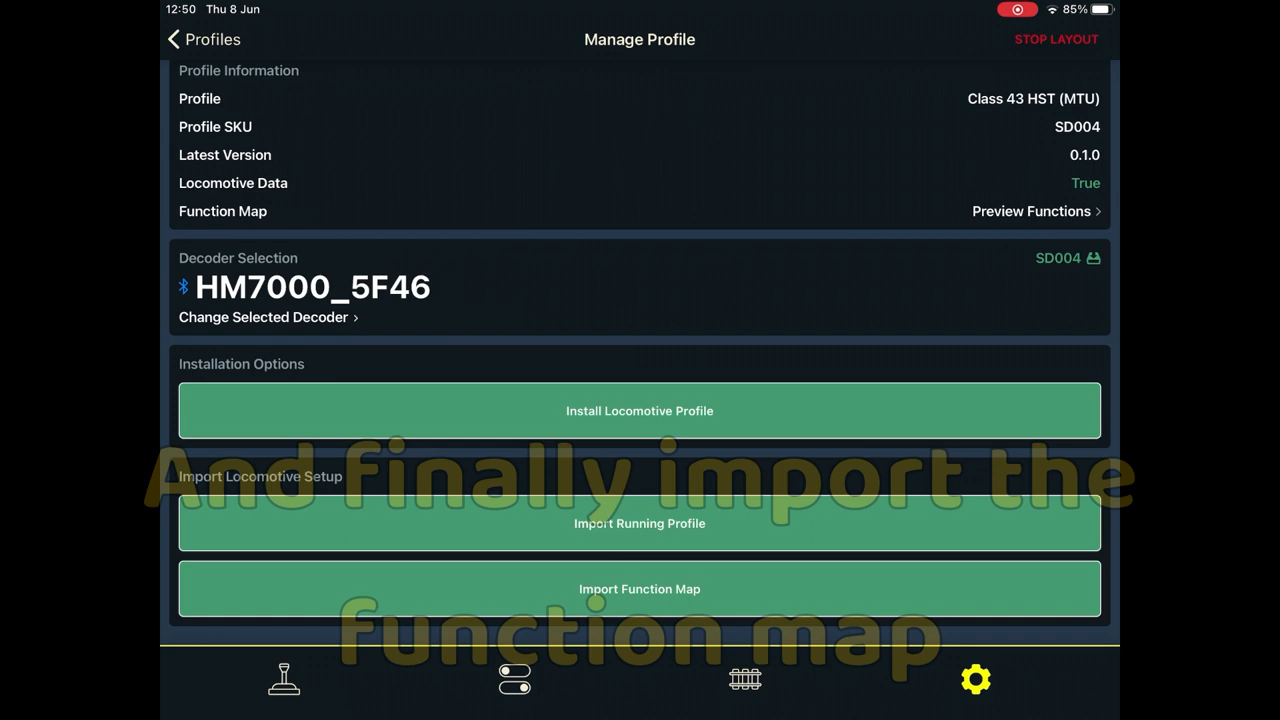 12:50 Thu 8 Jun 85%
Profiles Manage Profile STOP LAYOUT
Profile Information
Profile Class 43 HST (MTU)
Profile SKU SD004
Latest Version 0.1.0
Locomotive Data True
Function Map Preview Functions
Decoder Selection SD004
HM7000_5F46
Change Selected Decoder
Installation Options
Install Locomotive Profile
And finally import the
Import Locomotive Setup
Import Running Profile
Import Function Map
function map